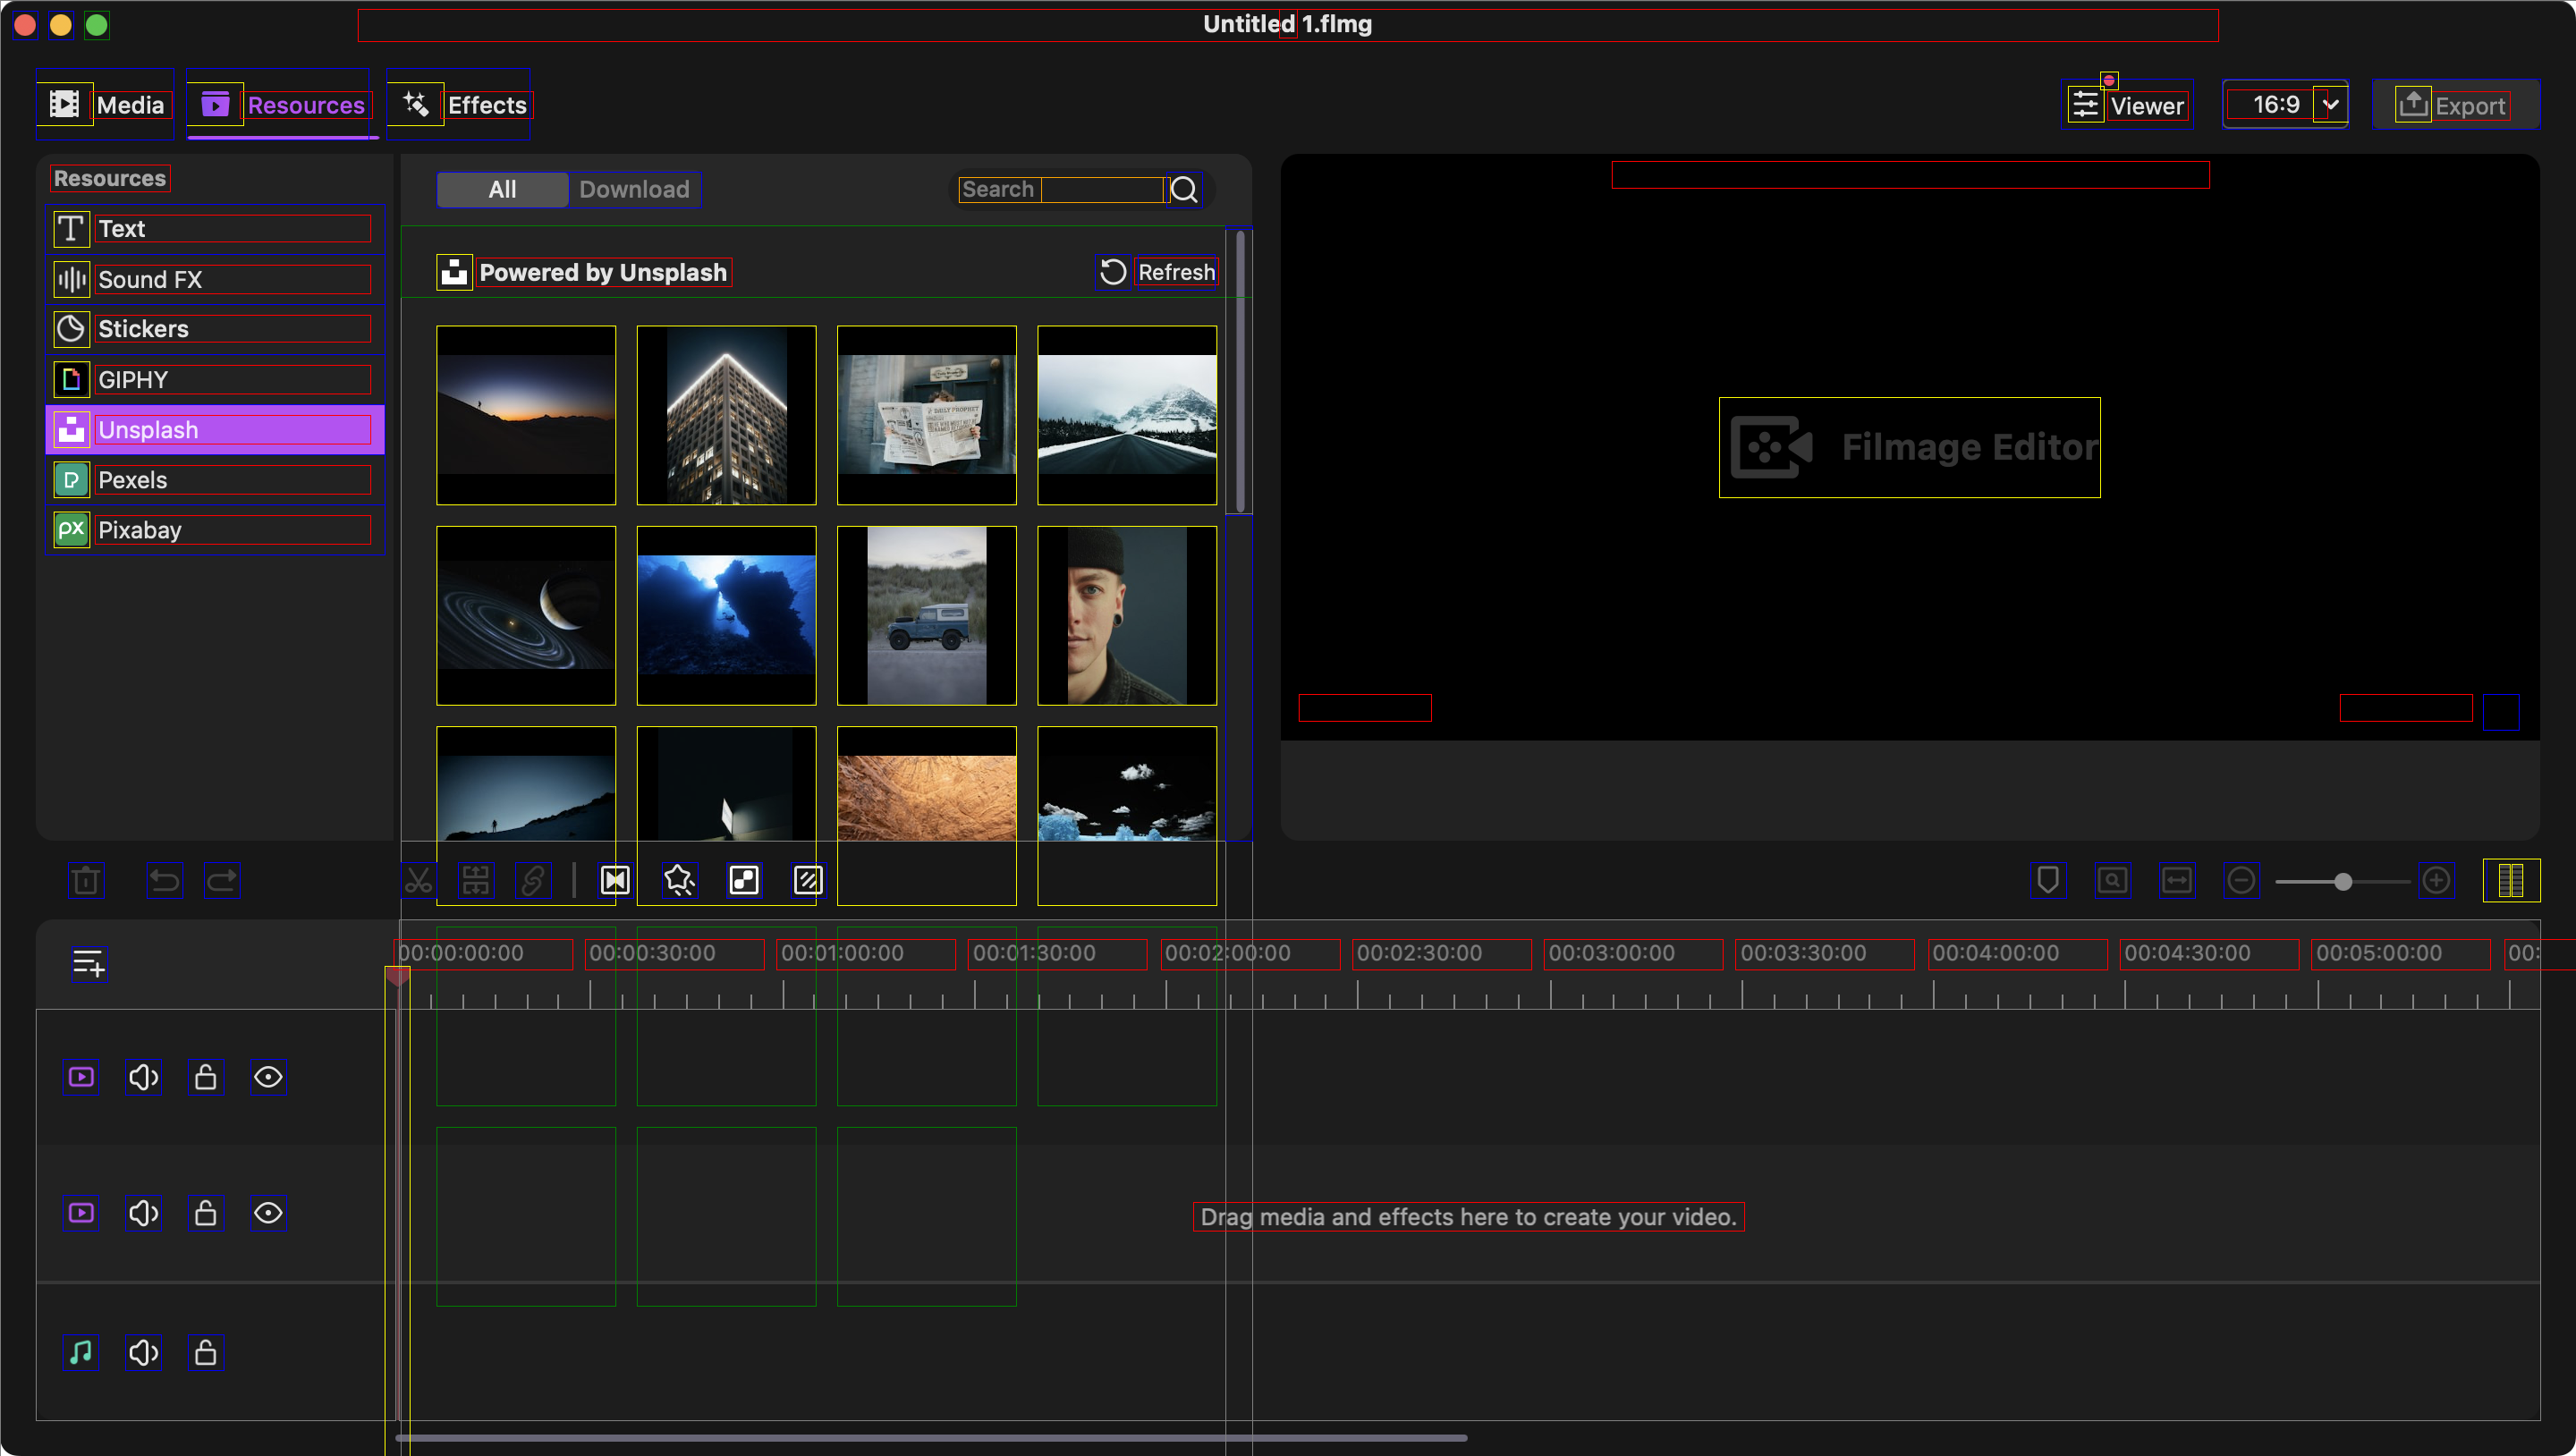 Untitled 1.flmg
Media
Resources
Effects
Viewer
16:9
Export
Resources
Text
Sound FX
Stickers
GIPHY
Unsplash
Pexels
Pixabay
All
Download
Search
Powered by Unsplash
Refresh
DAILY PROPHET
Filmage Editor
00:00:00:00
00:00:30:00
00:01:00:00
00:01:30:00
00:02:00:00
00:02:30:00
00:03:00:00
00:03:30:00
00:04:00:00
00:04:30:00
00:05:00:00
00:
Drag media and effects here to create your video.